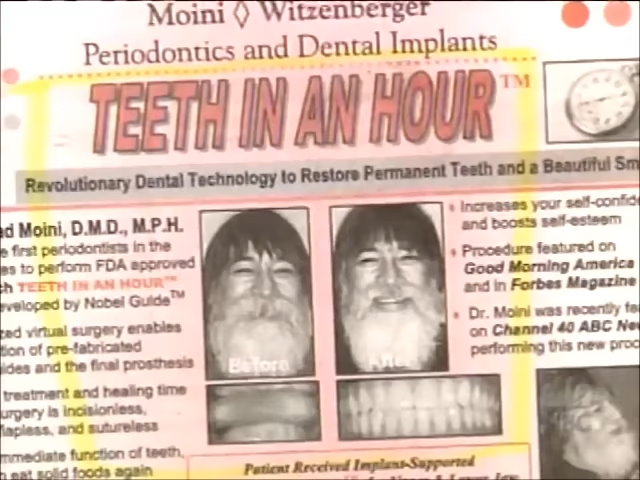 Moini ◊ Witzenberger
Periodontics and Dental Implants
TEETH IN AN HOUR™
Revolutionary Dental Technology to Restore Permanent Teeth and a Beautiful Sm
ed Moini, D.M.D., M.P.H.
e first periodontists in the
es to perform FDA approved
ch TEETH IN AN HOUR™
eveloped by Nobel Guide™
zed virtual surgery enables
tion of pre-fabricated
ides and the final prosthesis
treatment and healing time
urgery is incisionless,
flapless, and sutureless
mmediate function of teeth,
n eat solid foods again
Before
After
Increases your self-confide
and boosts self-esteem
Procedure featured on
Good Morning America
and in Forbes Magazine
Dr. Moini was recently fe
on Channel 40 ABC Ne
performing this new proc
Patient Received Implant-Supported